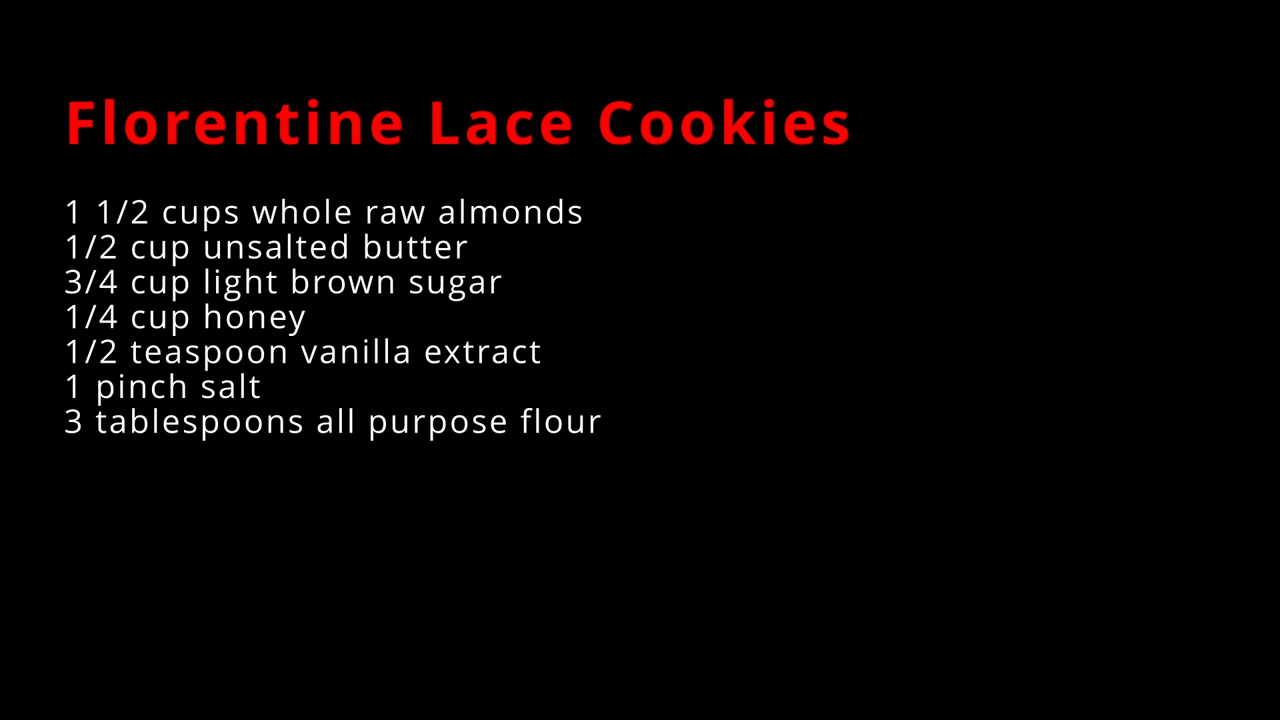 Florentine Lace Cookies
1 1/2 cups whole raw almonds
1/2 cup unsalted butter
3/4 cup light brown sugar
1/4 cup honey
1/2 teaspoon vanilla extract
1 pinch salt
3 tablespoons all purpose flour